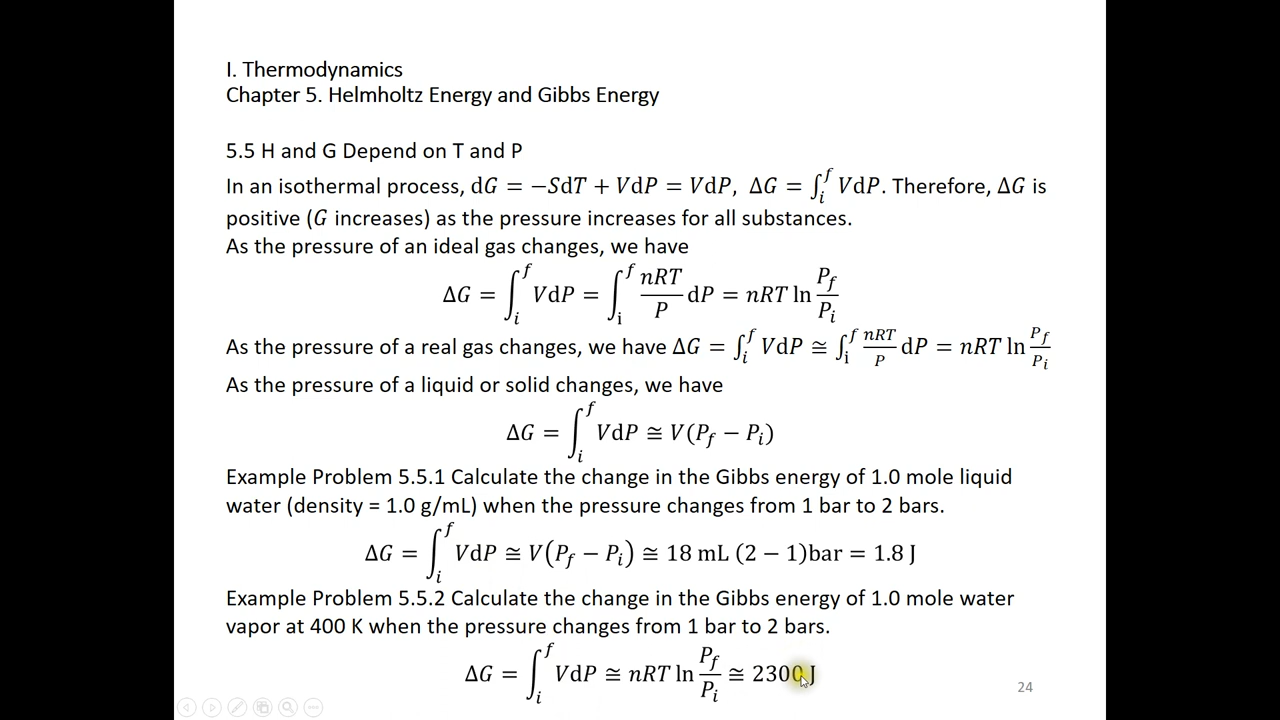 I. Thermodynamics
Chapter 5. Helmholtz Energy and Gibbs Energy
5.5 H and G Depend on T and P
In an isothermal process, d𝐺 = −𝑆d𝑇 + 𝑉d𝑃 = 𝑉d𝑃, Δ𝐺 = ∫ᵢᶠ 𝑉d𝑃. Therefore, Δ𝐺 is
positive (𝐺 increases) as the pressure increases for all substances.
As the pressure of an ideal gas changes, we have
Δ𝐺 = ∫ᵢᶠ 𝑉d𝑃 = ∫ᵢᶠ 𝑛𝑅𝑇/𝑃 d𝑃 = 𝑛𝑅𝑇 ln 𝑃_f/𝑃_i
As the pressure of a real gas changes, we have Δ𝐺 = ∫ᵢᶠ 𝑉d𝑃 ≅ ∫ᵢᶠ 𝑛𝑅𝑇/𝑃 d𝑃 = 𝑛𝑅𝑇 ln 𝑃_f/𝑃_i
As the pressure of a liquid or solid changes, we have
Δ𝐺 = ∫ᵢᶠ 𝑉d𝑃 ≅ 𝑉(𝑃_f − 𝑃_i)
Example Problem 5.5.1 Calculate the change in the Gibbs energy of 1.0 mole liquid
water (density = 1.0 g/mL) when the pressure changes from 1 bar to 2 bars.
Δ𝐺 = ∫ᵢᶠ 𝑉d𝑃 ≅ 𝑉(𝑃_f − 𝑃_i) ≅ 18 mL (2 − 1)bar = 1.8 J
Example Problem 5.5.2 Calculate the change in the Gibbs energy of 1.0 mole water
vapor at 400 K when the pressure changes from 1 bar to 2 bars.
Δ𝐺 = ∫ᵢᶠ 𝑉d𝑃 ≅ 𝑛𝑅𝑇 ln 𝑃_f/𝑃_i ≅ 2300 J
24